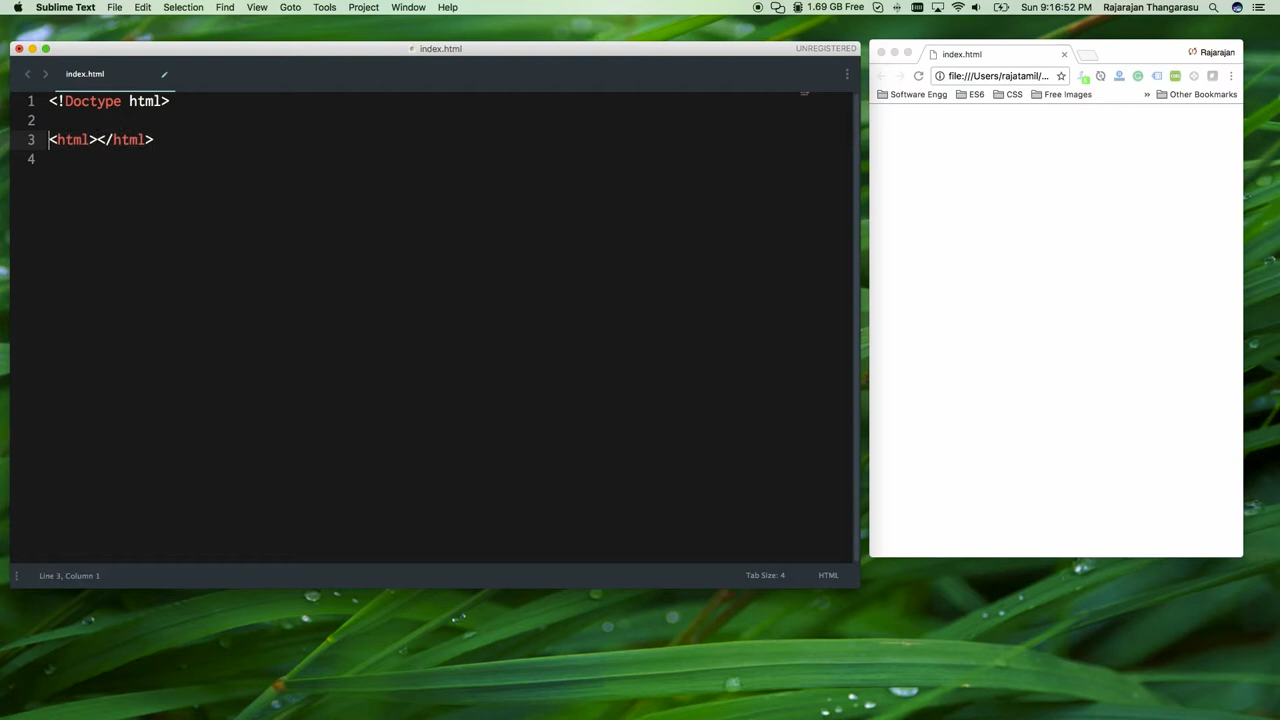 Sublime Text File Edit Selection Find View Goto Tools Project Window Help 1.69 GB Free Sun 9:16:52 PM Rajarajan Thangarasu
index.html UNREGISTERED
index.html
1 <!Doctype html>
2
3 <html></html>
4
Line 3, Column 1 Tab Size: 4 HTML
index.html Rajarajan
file:///Users/rajatamil/...
Software Engg ES6 CSS Free Images » Other Bookmarks